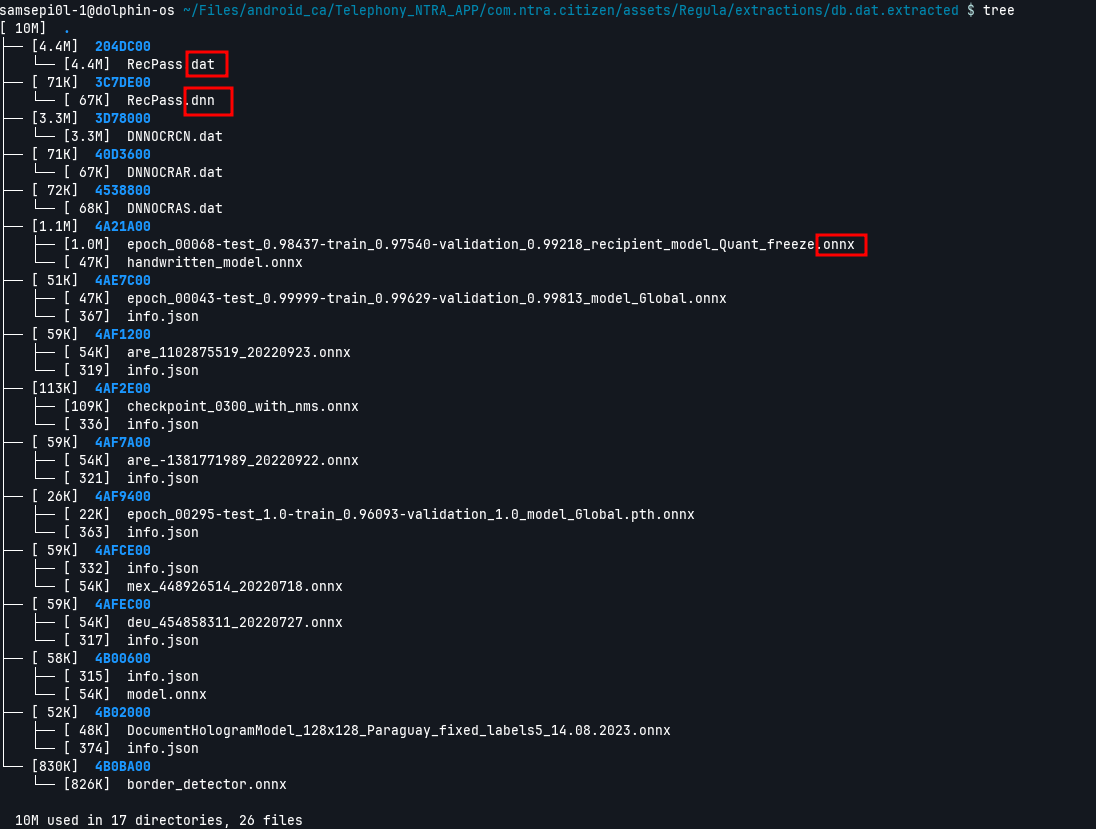 samsepi0l-1@dolphin-os ~/Files/android_ca/Telephony_NTRA_APP/com.ntra.citizen/assets/Regula/extractions/db.dat.extracted $ tree
[ 10M]  .
├── [4.4M]  204DC00
│   └── [4.4M]  RecPass.dat
├── [ 71K]  3C7DE00
│   └── [ 67K]  RecPass.dnn
├── [3.3M]  3D78000
│   └── [3.3M]  DNNOCRCN.dat
├── [ 71K]  40D3600
│   └── [ 67K]  DNNOCRAR.dat
├── [ 72K]  4538800
│   └── [ 68K]  DNNOCRAS.dat
├── [1.1M]  4A21A00
│   ├── [1.0M]  epoch_00068-test_0.98437-train_0.97540-validation_0.99218_recipient_model_Quant_freeze.onnx
│   └── [ 47K]  handwritten_model.onnx
├── [ 51K]  4AE7C00
│   ├── [ 47K]  epoch_00043-test_0.99999-train_0.99629-validation_0.99813_model_Global.onnx
│   └── [ 367]  info.json
├── [ 59K]  4AF1200
│   ├── [ 54K]  are_1102875519_20220923.onnx
│   └── [ 319]  info.json
├── [113K]  4AF2E00
│   ├── [109K]  checkpoint_0300_with_nms.onnx
│   └── [ 336]  info.json
├── [ 59K]  4AF7A00
│   ├── [ 54K]  are_-1381771989_20220922.onnx
│   └── [ 321]  info.json
├── [ 26K]  4AF9400
│   ├── [ 22K]  epoch_00295-test_1.0-train_0.96093-validation_1.0_model_Global.pth.onnx
│   └── [ 363]  info.json
├── [ 59K]  4AFCE00
│   ├── [ 332]  info.json
│   └── [ 54K]  mex_448926514_20220718.onnx
├── [ 59K]  4AFEC00
│   ├── [ 54K]  deu_454858311_20220727.onnx
│   └── [ 317]  info.json
├── [ 58K]  4B00600
│   ├── [ 315]  info.json
│   └── [ 54K]  model.onnx
├── [ 52K]  4B02000
│   ├── [ 48K]  DocumentHologramModel_128x128_Paraguay_fixed_labels5_14.08.2023.onnx
│   └── [ 374]  info.json
└── [830K]  4B0BA00
    └── [826K]  border_detector.onnx
10M used in 17 directories, 26 files